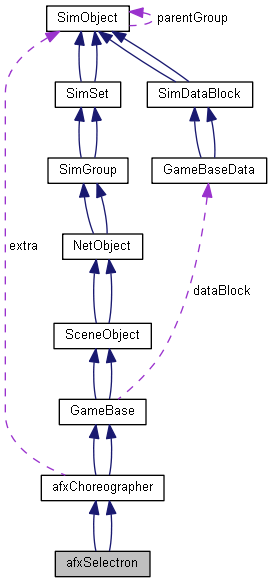 SimObject
parentGroup
SimSet
SimDataBlock
SimGroup
GameBaseData
extra
NetObject
dataBlock
SceneObject
GameBase
afxChoreographer
afxSelectron